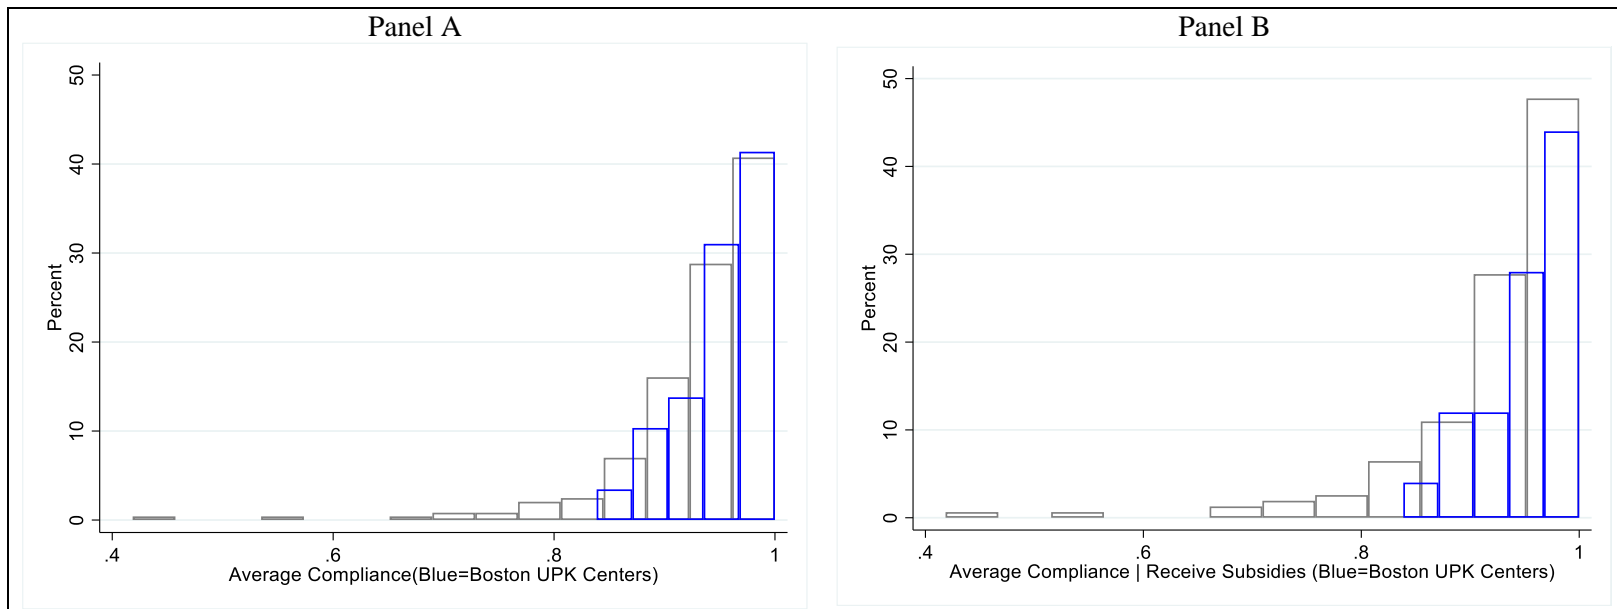 Panel A
50
40
30
20
10
0
Percent
.4 .6 .8 1
Average Compliance(Blue=Boston UPK Centers)
Panel B
50
40
30
20
10
0
Percent
.4 .6 .8 1
Average Compliance | Receive Subsidies (Blue=Boston UPK Centers)